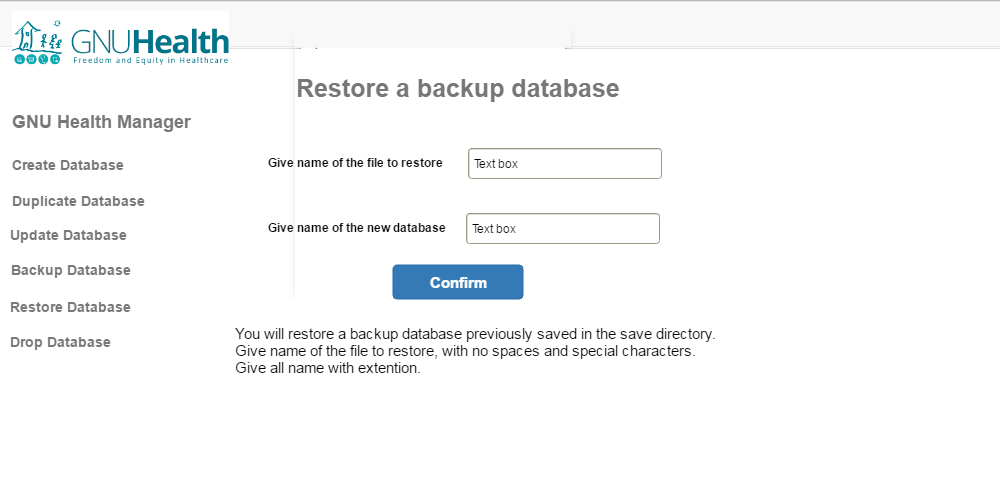 GNUHealth
Freedom and Equity in Healthcare
Restore a backup database
GNU Health Manager
Create Database
Duplicate Database
Update Database
Backup Database
Restore Database
Drop Database
Give name of the file to restore
Text box
Give name of the new database
Text box
Confirm
You will restore a backup database previously saved in the save directory.
Give name of the file to restore, with no spaces and special characters.
Give all name with extention.